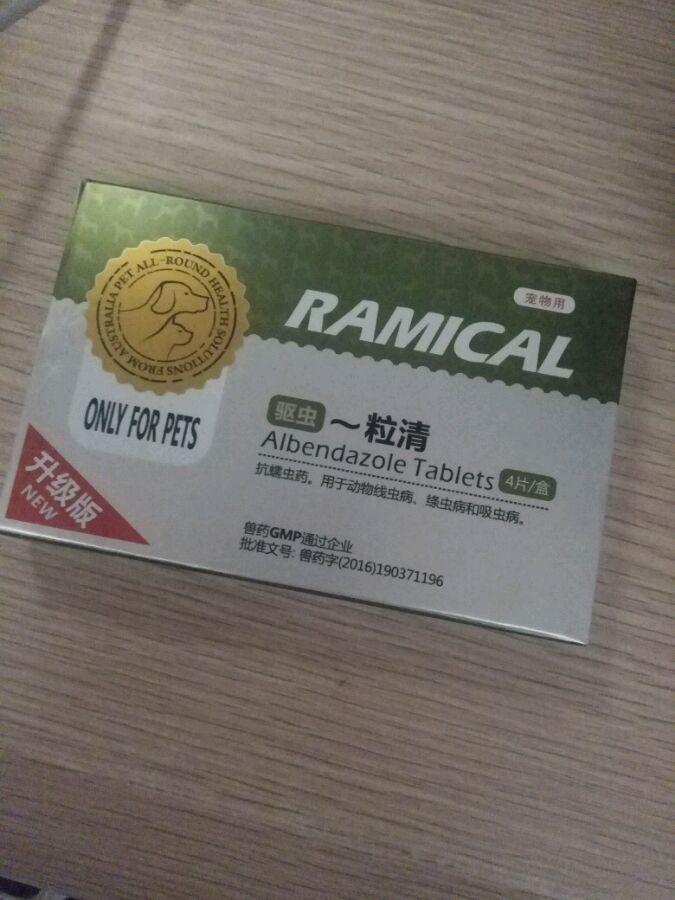 宠物用
RAMICAL
PET ALL-ROUND HEALTH SOLUTIONS FROM AUSTRALIA
ONLY FOR PETS
驱虫 ~粒清
Albendazole Tablets 4片/盒
抗蠕虫药。用于动物线虫病、绦虫病和吸虫病。
升级版
NEW
兽药GMP通过企业
批准文号: 兽药字(2016)190371196